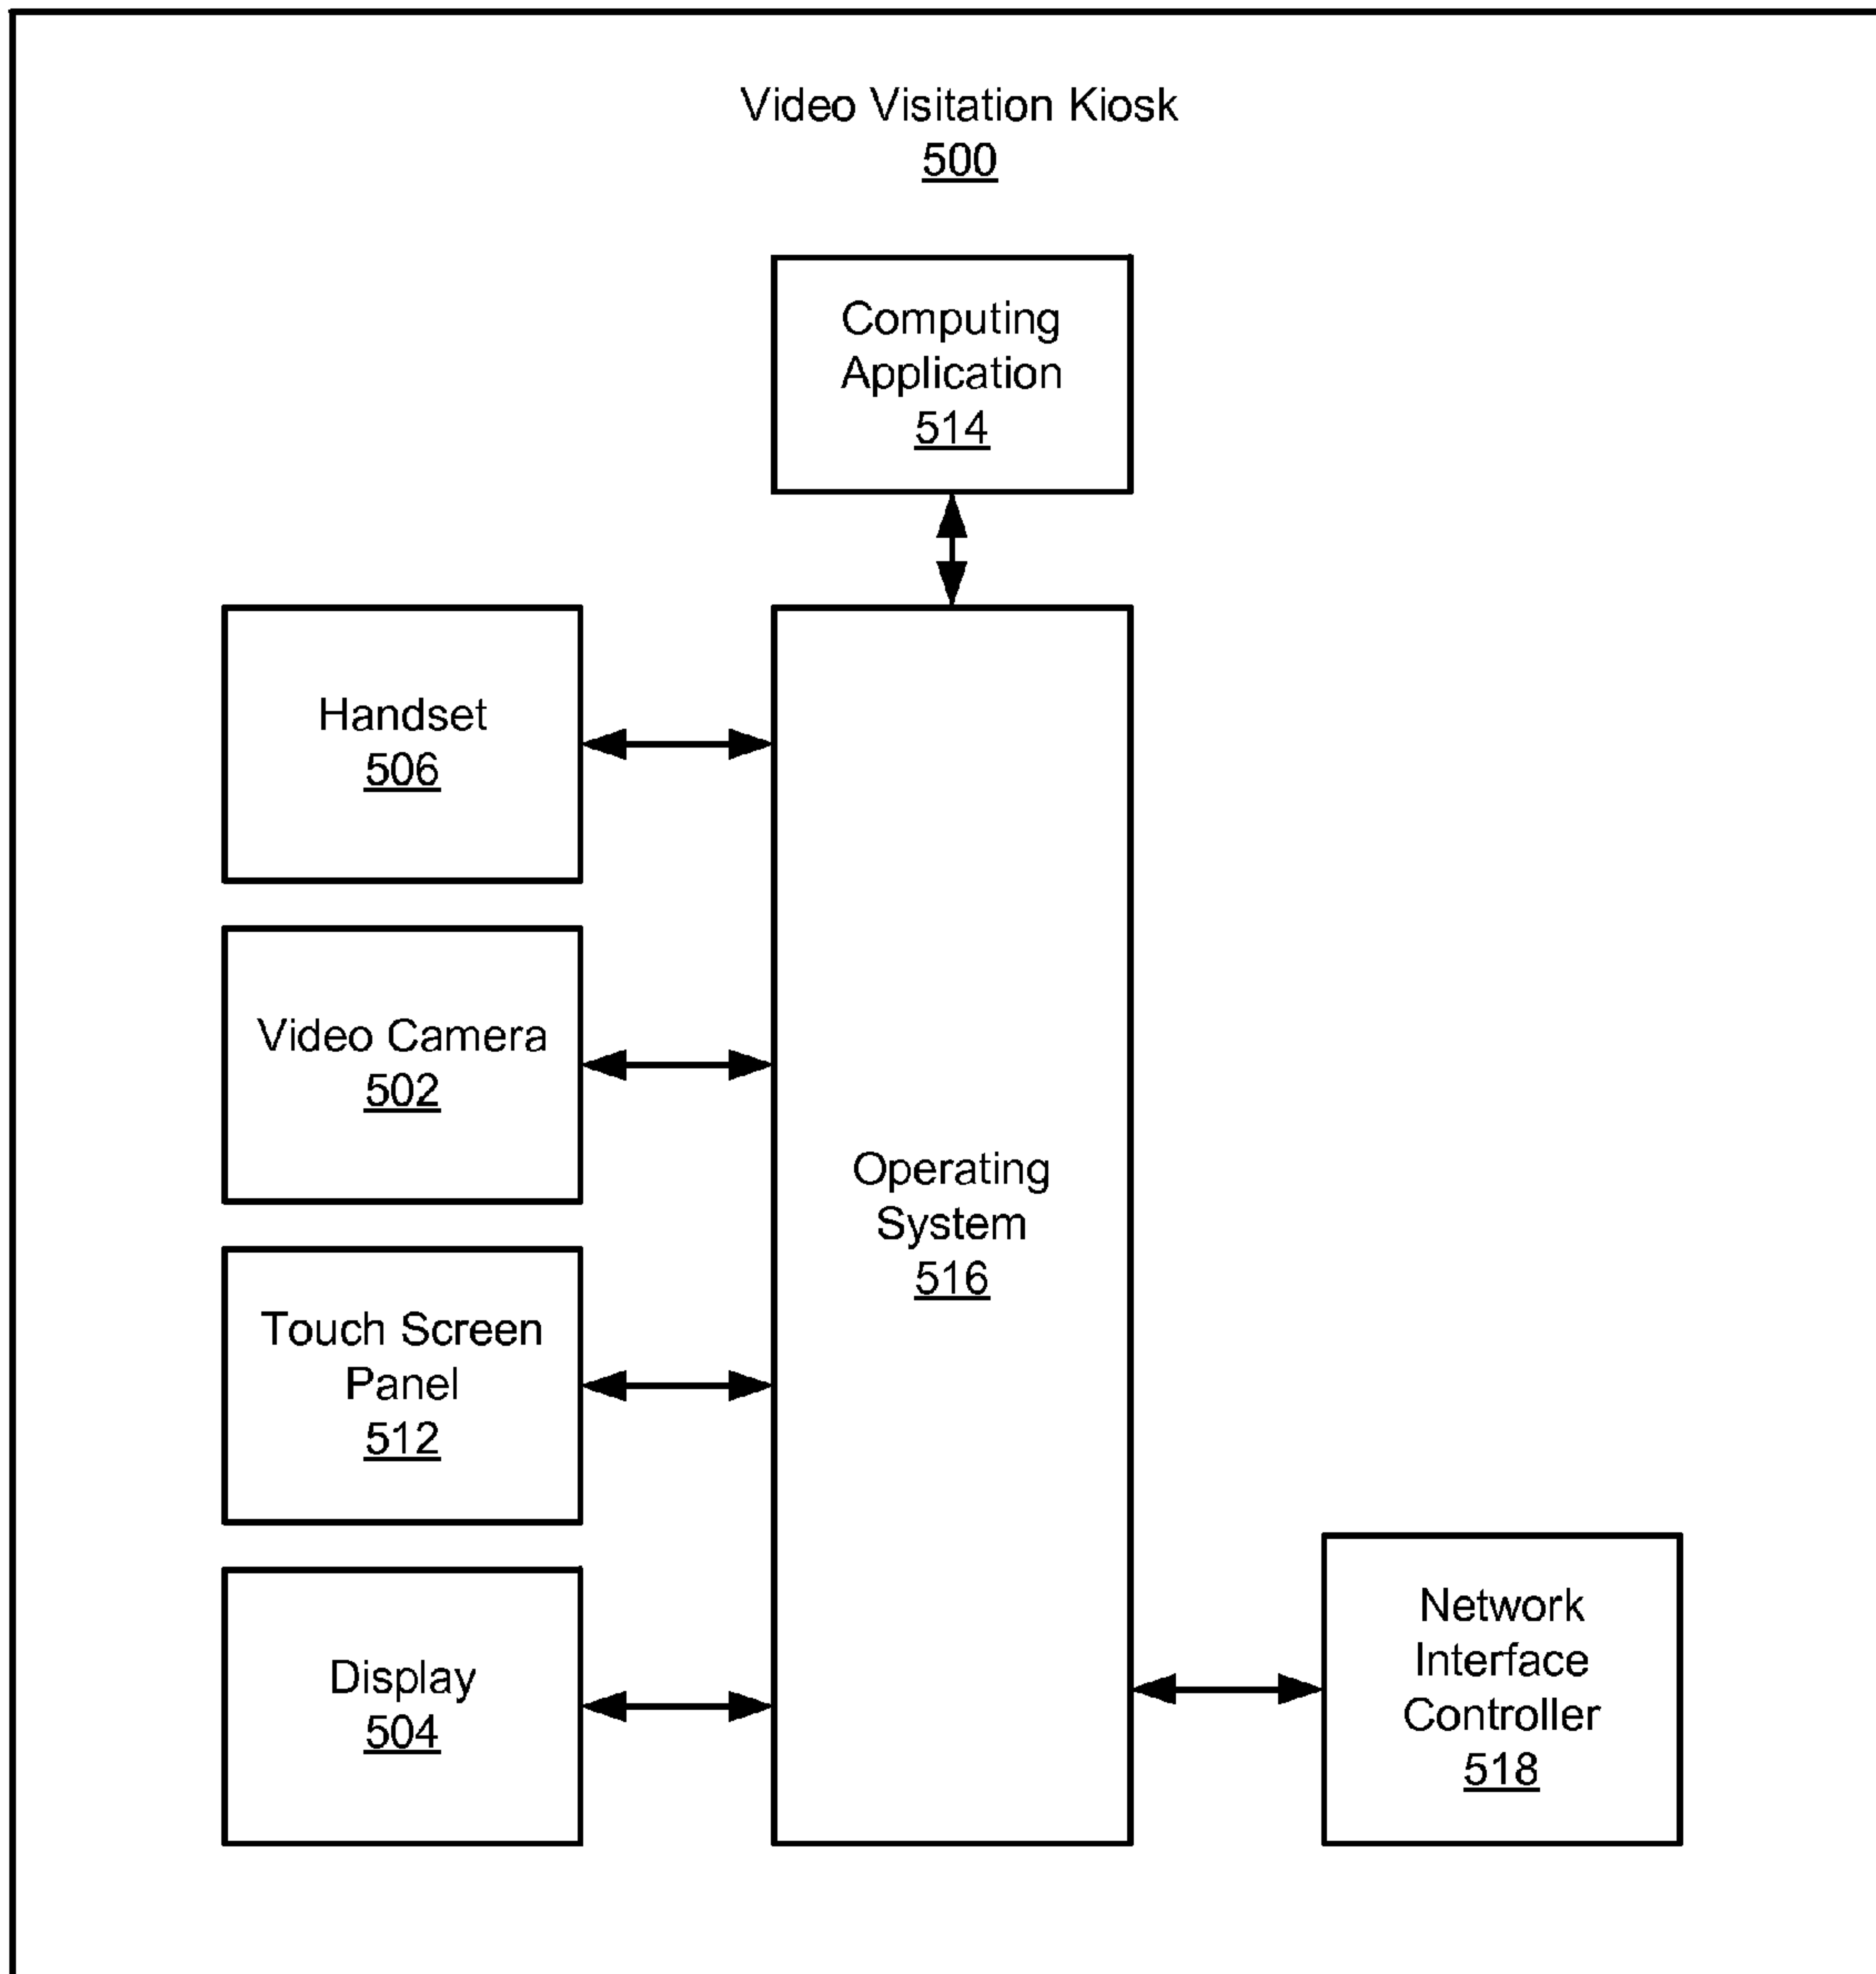 Video Visitation Kiosk
500
Computing
Application
514
Handset
506
Video Camera
502
Operating
System
516
Touch Screen
Panel
512
Display
504
Network
Interface
Controller
518